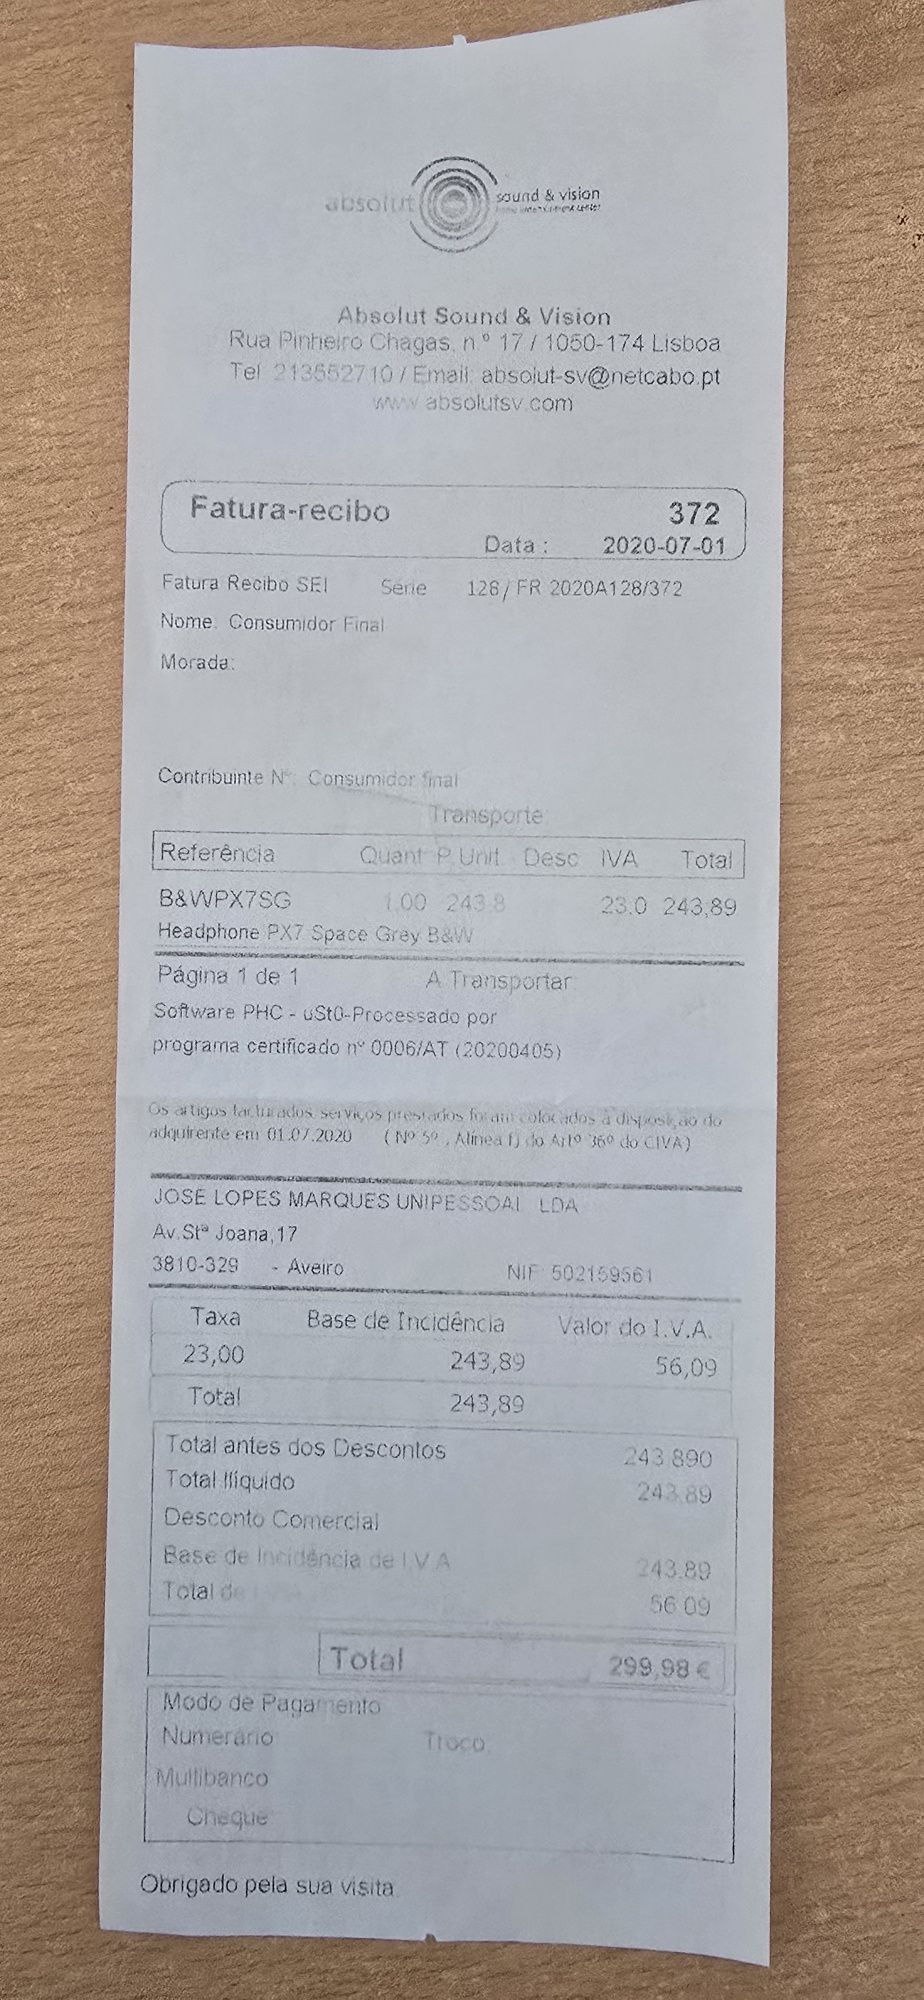 absolut sound & vision
Absolut Sound & Vision
Rua Pinheiro Chagas, n.º 17 / 1050-174 Lisboa
Tel 213552710 / Email: absolut-sv@netcabo.pt
www.absolutsv.com
Fatura-recibo 372
Data : 2020-07-01
Fatura Recibo SEI Série 128/ FR 2020A128/372
Nome: Consumidor Final
Morada:
Contribuinte Nº: Consumidor final
Transporte:
Referência Quant P.Unit Desc IVA Total
B&WPX7SG 1.00 243.8 23.0 243,89
Headphone PX7 Space Grey B&W
Página 1 de 1 A Transportar:
Software PHC - uSt0-Processado por
programa certificado nº 0006/AT (20200405)
Os artigos facturados, serviços prestados foram colocados à disposição do
adquirente em 01.07.2020 ( Nº 5º , Alínea f) do Artº 36º do CIVA)
JOSE LOPES MARQUES UNIPESSOAL LDA
Av.Stª Joana,17
3810-329 - Aveiro NIF: 502159561
Taxa Base de Incidência Valor do I.V.A.
23,00 243,89 56,09
Total 243,89
Total antes dos Descontos 243.890
Total Ilíquido 243.89
Desconto Comercial
Base de Incidência de I.V.A 243.89
Total de 56.09
Total 299,98 €
Modo de Pagamento
Numerário Troco:
Multibanco
Cheque
Obrigado pela sua visita.